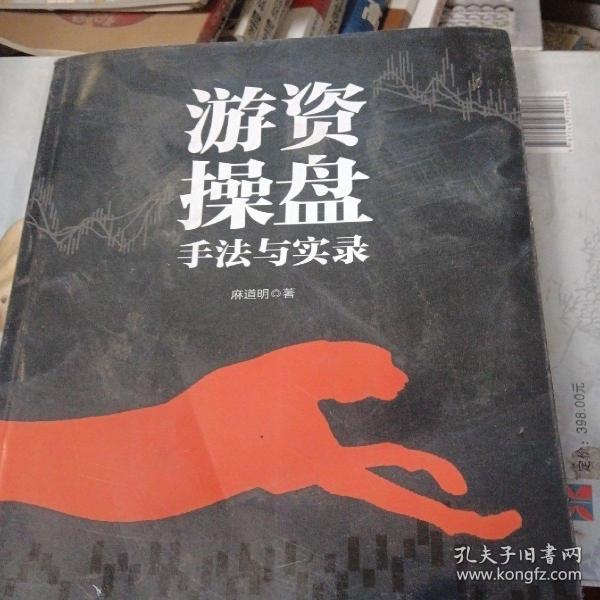 游资
操盘
手法与实录
麻道明◎著
定价：398.00元
孔夫子旧书网
www.kongfz.com